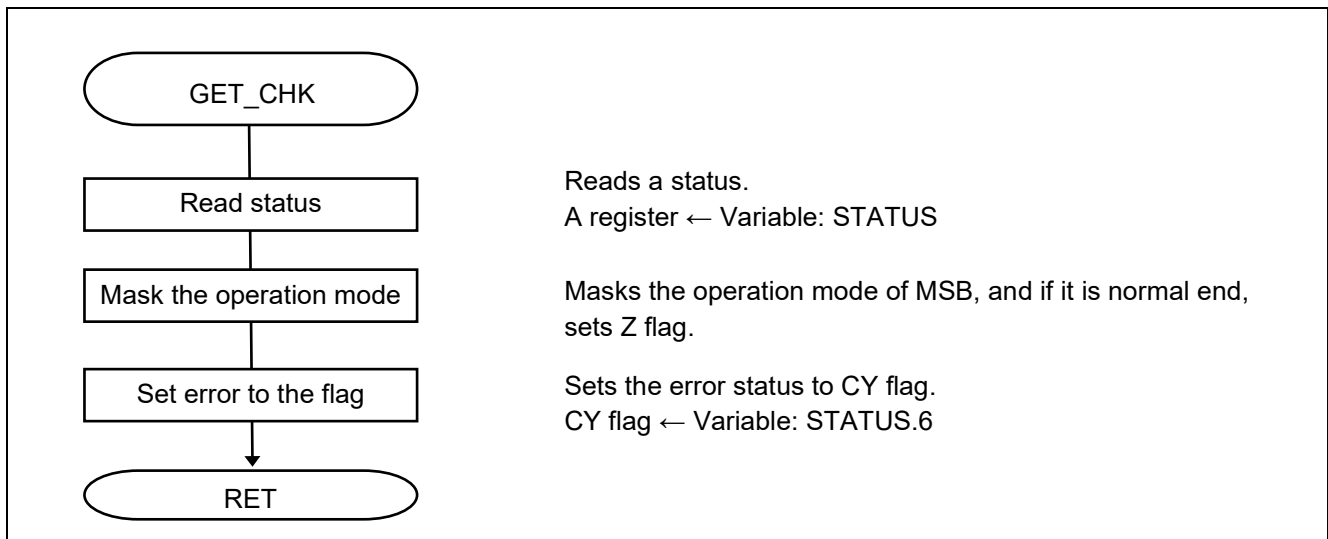 GET_CHK
Read status
Reads a status.
A register ← Variable: STATUS
Mask the operation mode
Masks the operation mode of MSB, and if it is normal end,
sets Z flag.
Set error to the flag
Sets the error status to CY flag.
CY flag ← Variable: STATUS.6
RET